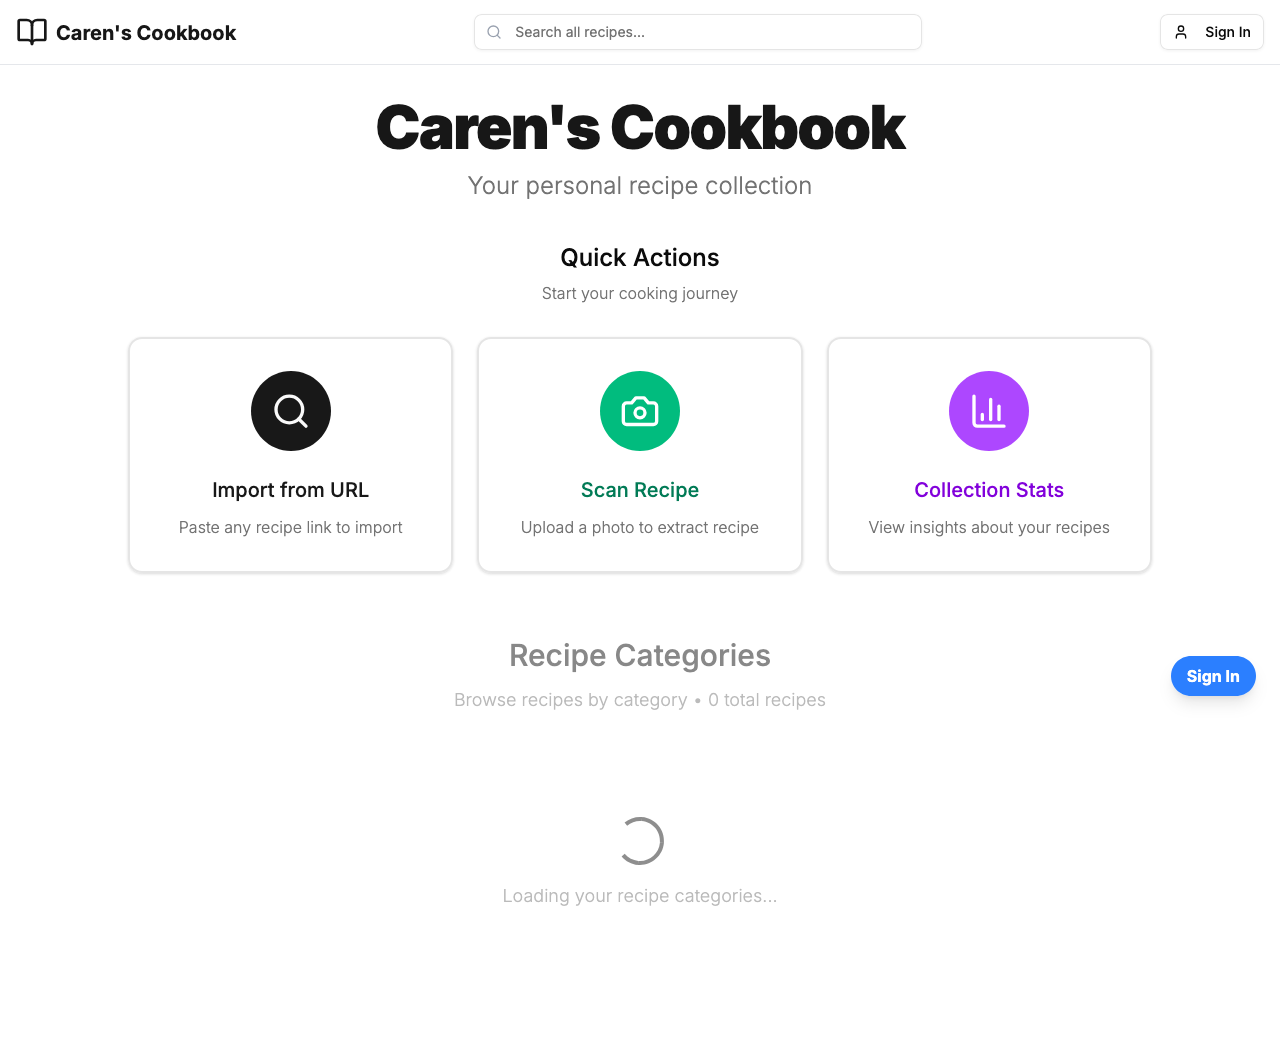 Caren's Cookbook
Search all recipes...
Sign In
Caren's Cookbook
Your personal recipe collection
Quick Actions
Start your cooking journey
Import from URL
Paste any recipe link to import
Scan Recipe
Upload a photo to extract recipe
Collection Stats
View insights about your recipes
Recipe Categories
Browse recipes by category • 0 total recipes
Sign In
Loading your recipe categories...